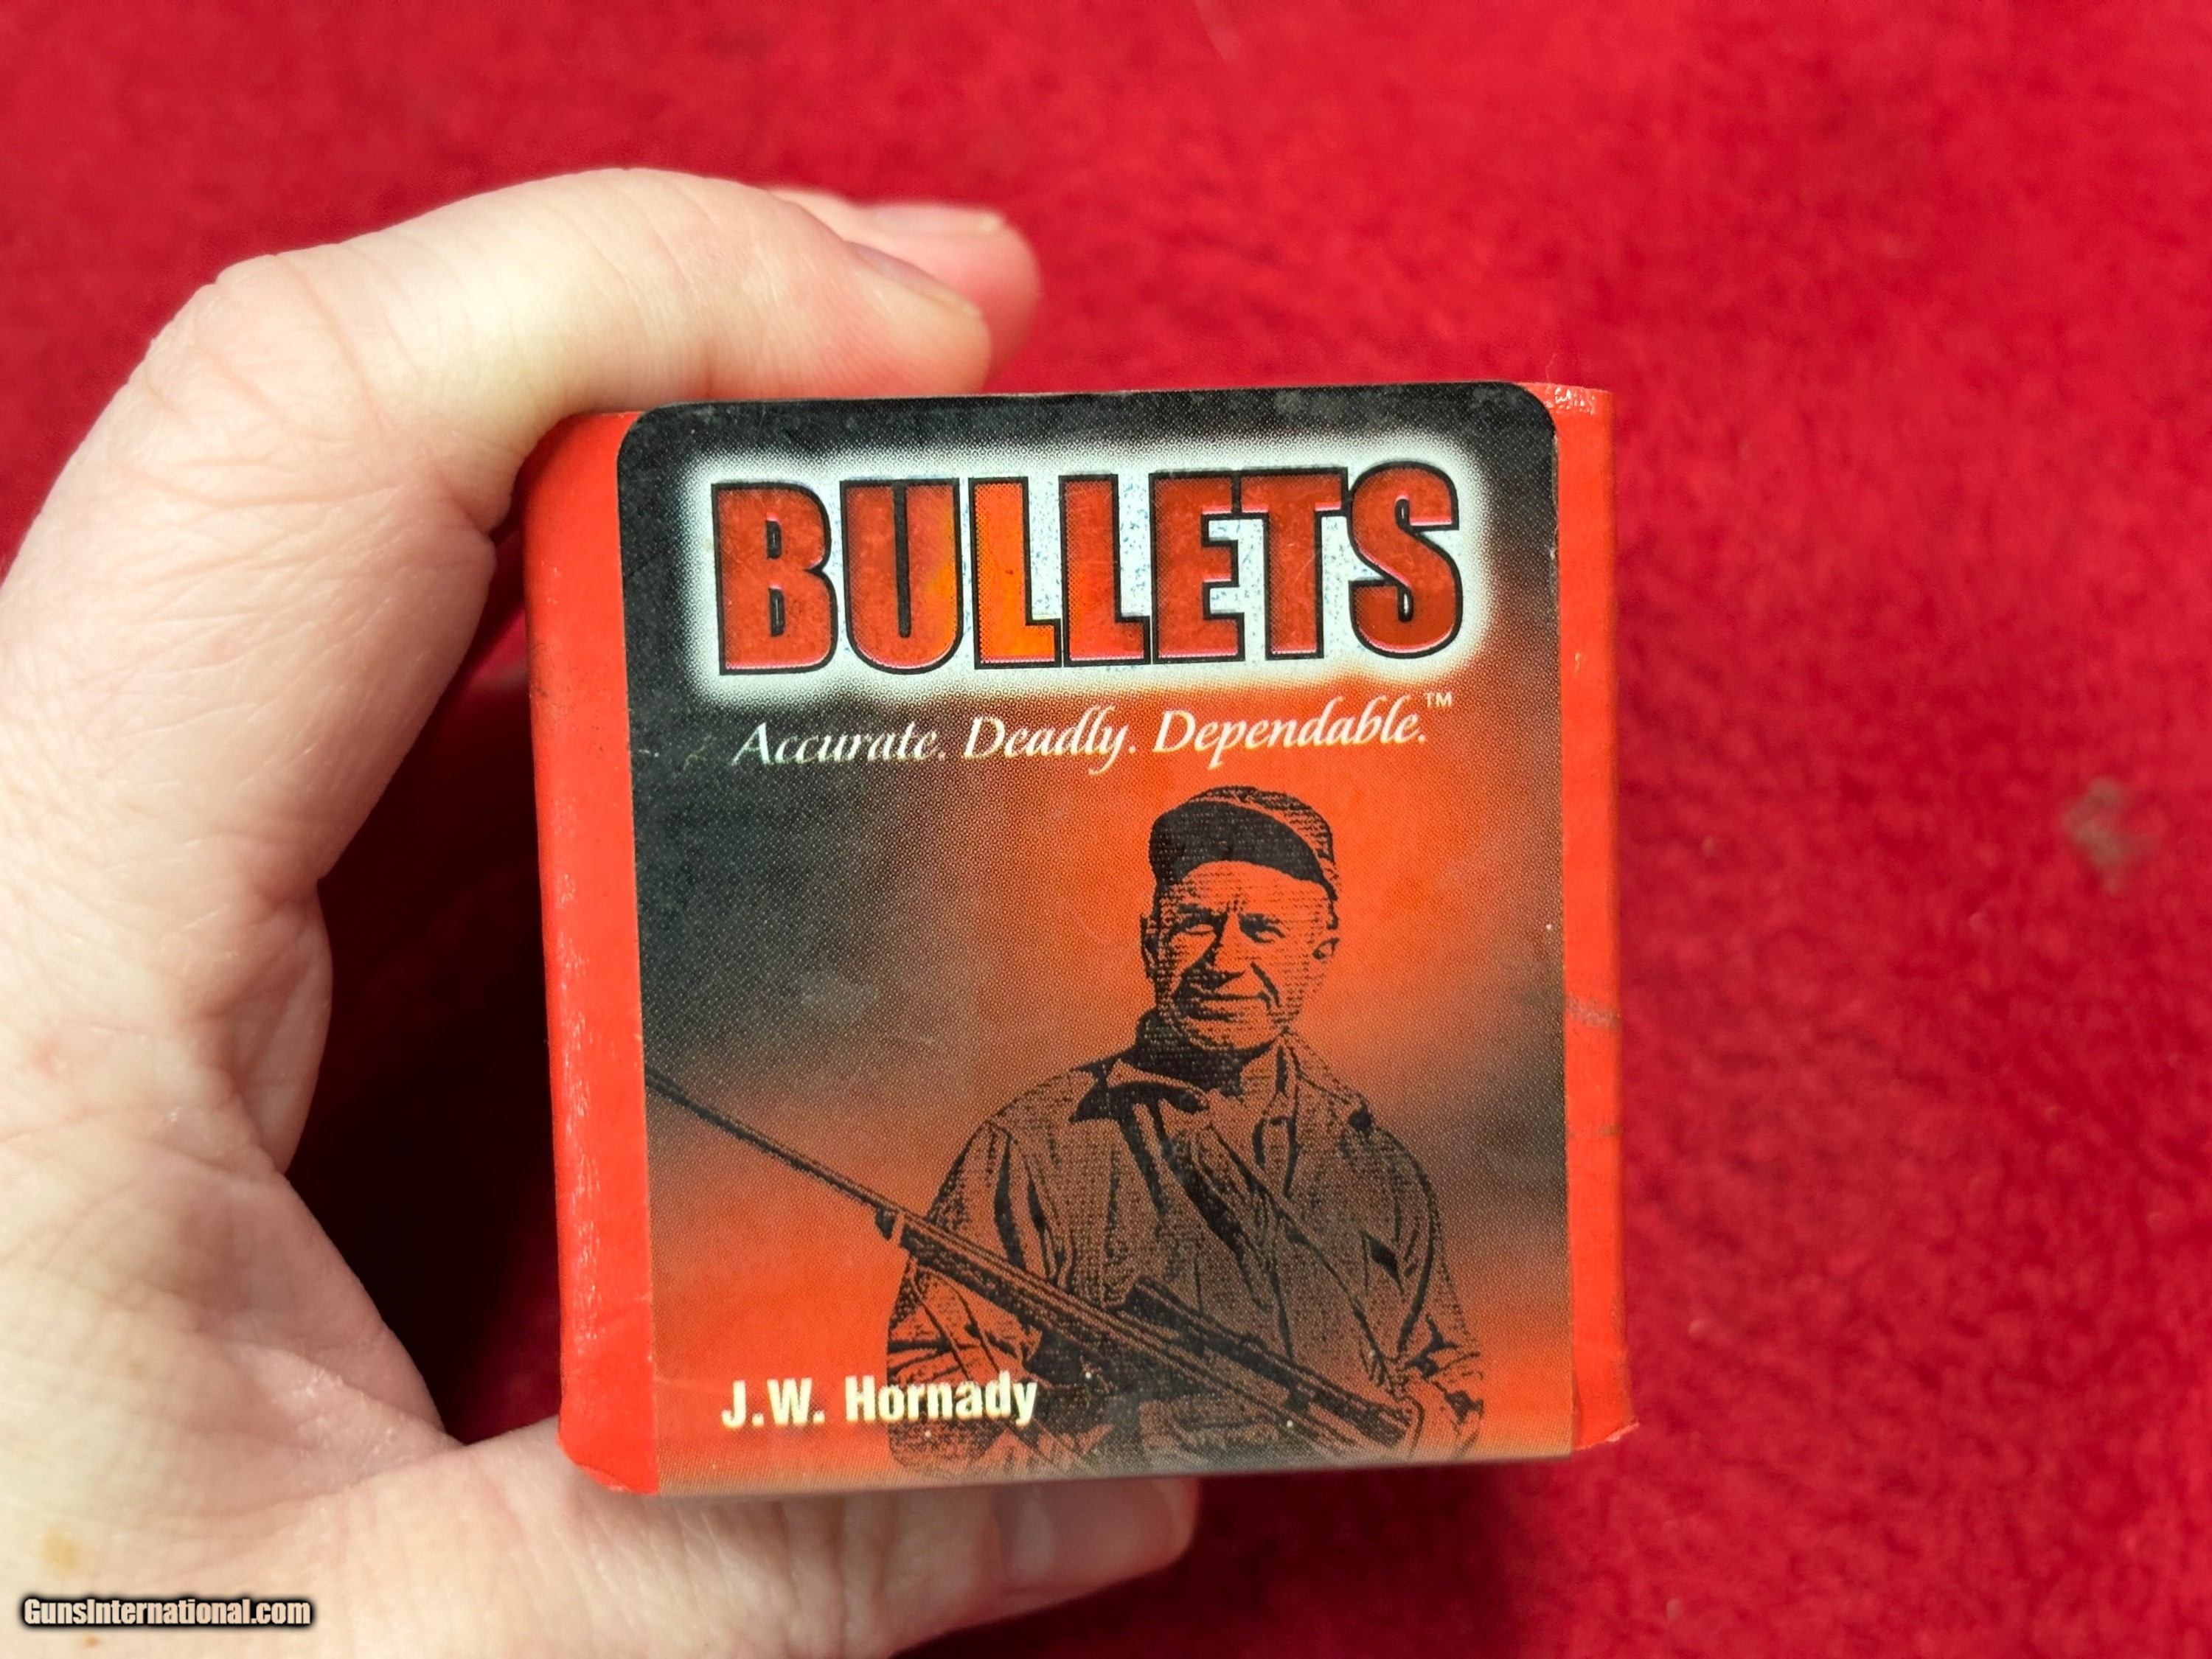 BULLETS
Accurate. Deadly. Dependable.™
J.W. Hornady
GunsInternational.com